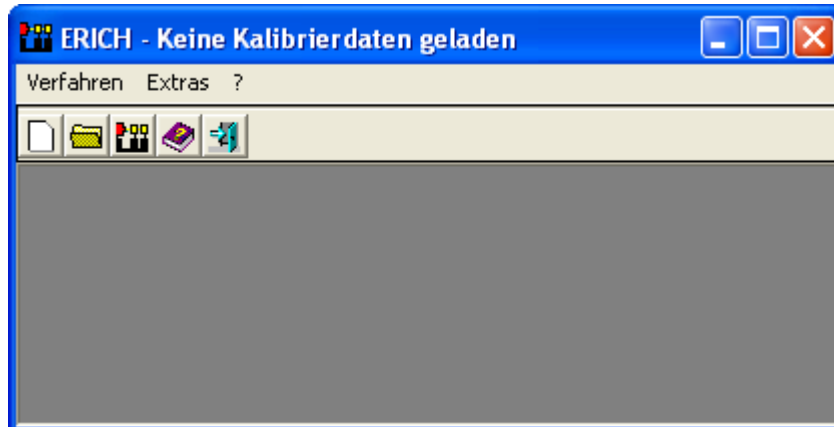 ERICH - Keine Kalibrierdaten geladen
Verfahren Extras ?